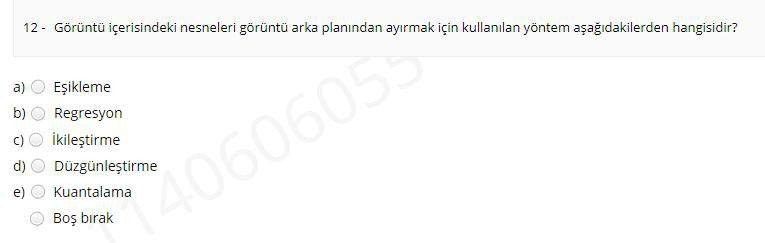 12 - Görüntü içerisindeki nesneleri görüntü arka planından ayırmak için kullanılan yöntem aşağıdakilerden hangisidir?
a) Eşikleme
b) Regresyon
c) İkileştirme
d) Düzgünleştirme
e) Kuantalama
Boş bırak
1140606055